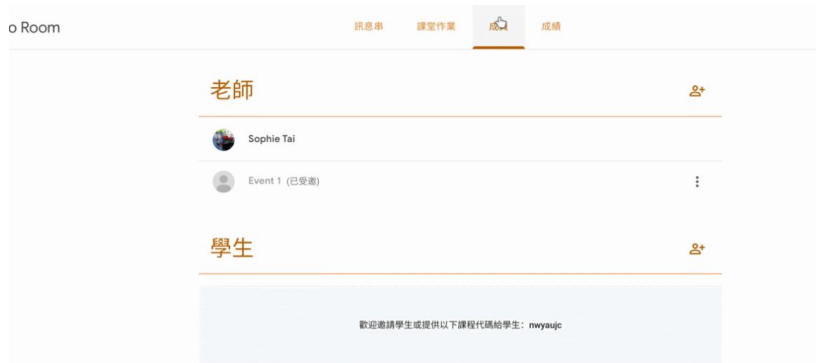 o Room
訊息串 課堂作業 成員 成績
老師
Sophie Tai
Event 1 (已受邀)
學生
歡迎邀請學生或提供以下課程代碼給學生：nwyaujc